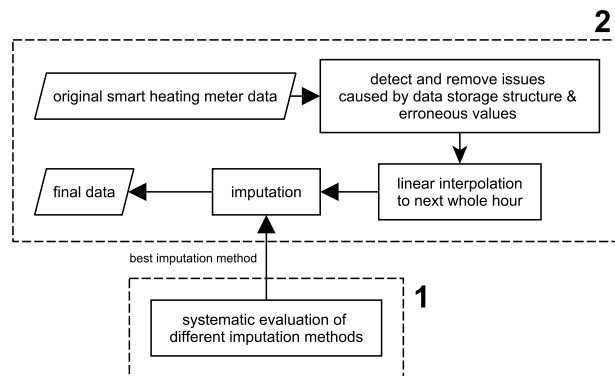 2
original smart heating meter data
detect and remove issues
caused by data storage structure &
erroneous values
final data
imputation
linear interpolation
to next whole hour
best imputation method
1
systematic evaluation of
different imputation methods